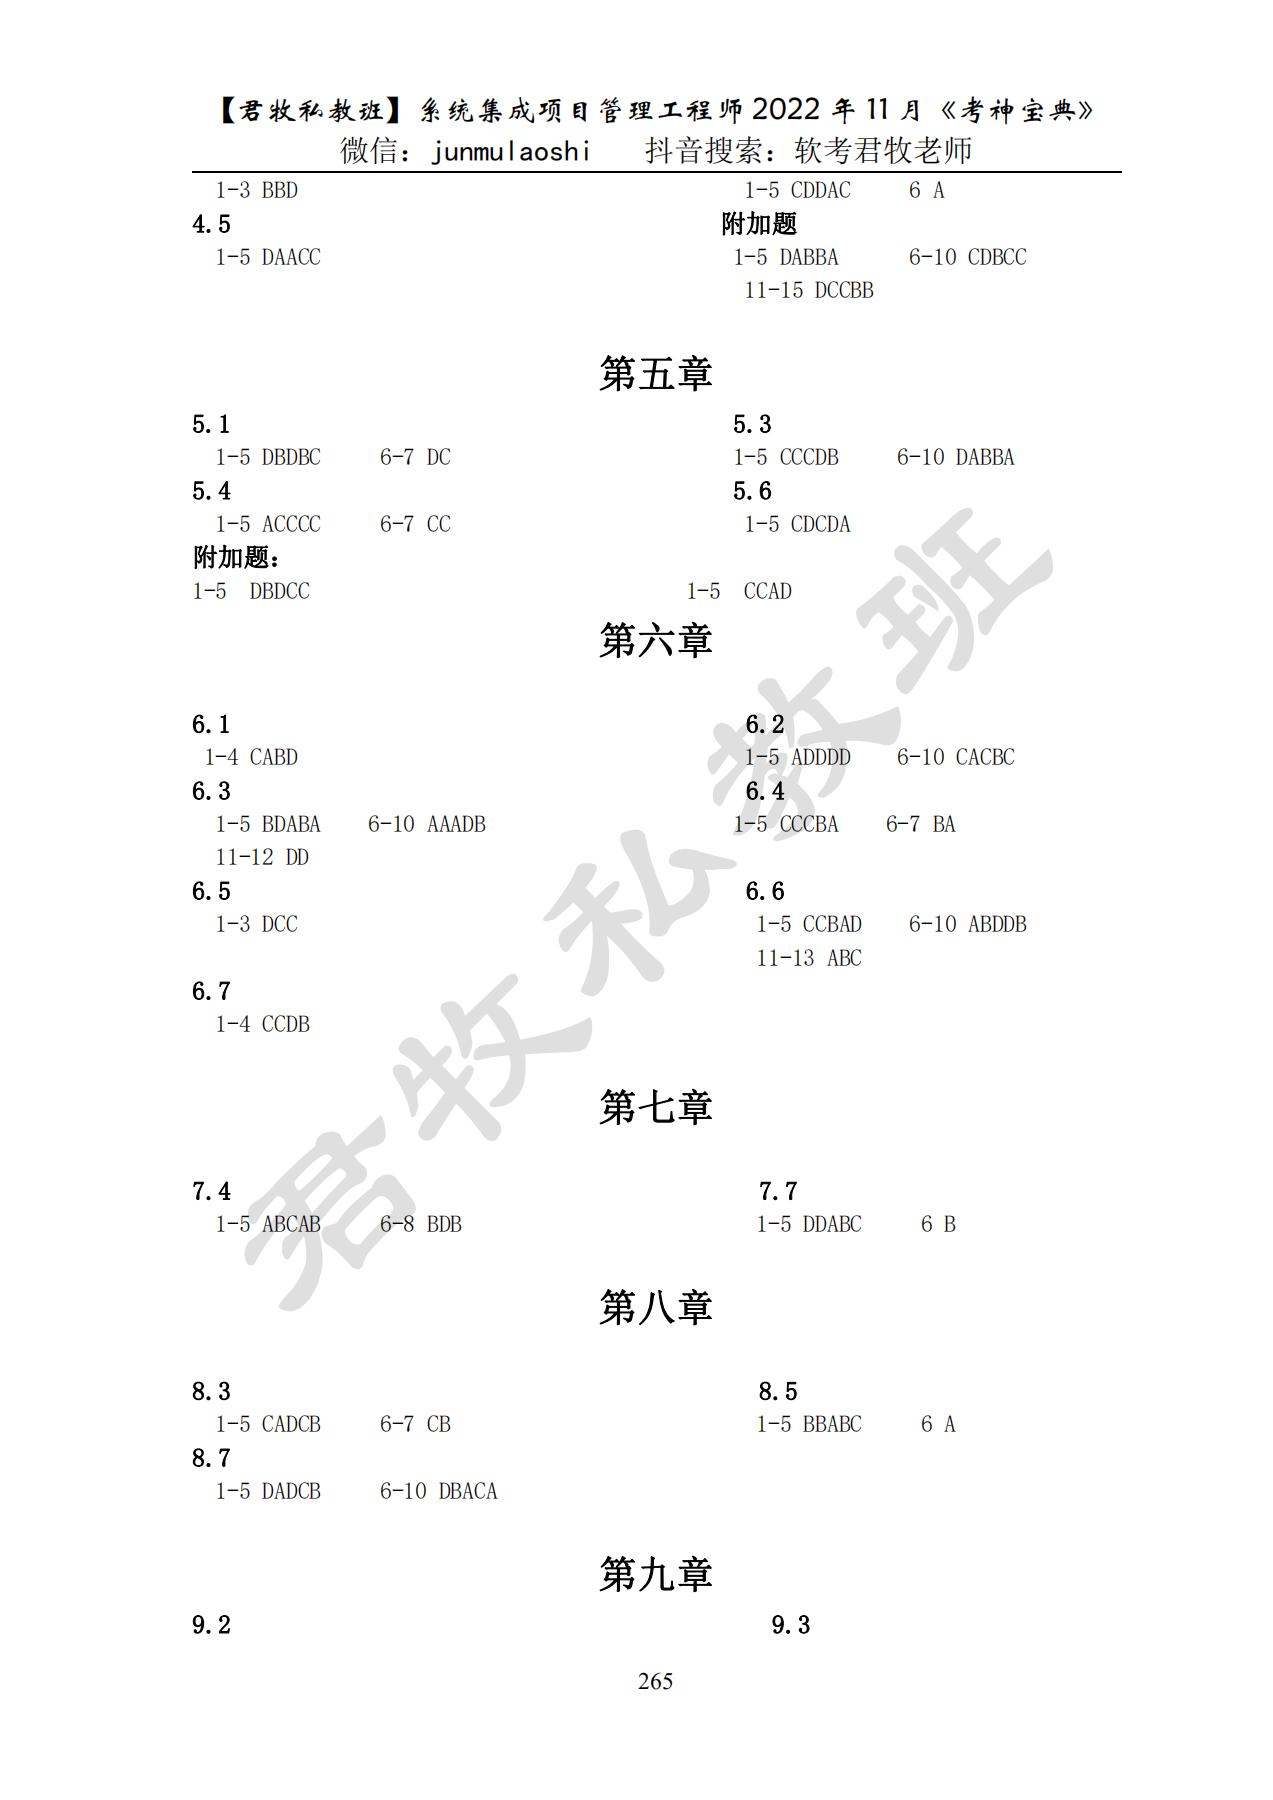 【君牧私教班】系统集成项目管理工程师 2022 年 11 月《考神宝典》
微信：junmulaoshi 抖音搜索：软考君牧老师
1-3 BBD 1-5 CDDAC 6 A
4.5 附加题
1-5 DAACC 1-5 DABBA 6-10 CDBCC
11-15 DCCBB
第五章
5.1 5.3
1-5 DBDBC 6-7 DC 1-5 CCCDB 6-10 DABBA
5.4 5.6
1-5 ACCCC 6-7 CC 1-5 CDCDA
附加题：
1-5 DBDCC 1-5 CCAD
第六章
6.1 6.2
1-4 CABD 1-5 ADDDD 6-10 CACBC
6.3 6.4
1-5 BDABA 6-10 AAADB 1-5 CCCBA 6-7 BA
11-12 DD
6.5 6.6
1-3 DCC 1-5 CCBAD 6-10 ABDDB
11-13 ABC
6.7
1-4 CCDB
第七章
7.4 7.7
1-5 ABCAB 6-8 BDB 1-5 DDABC 6 B
第八章
8.3 8.5
1-5 CADCB 6-7 CB 1-5 BBABC 6 A
8.7
1-5 DADCB 6-10 DBACA
第九章
9.2 9.3
265
君牧私教班